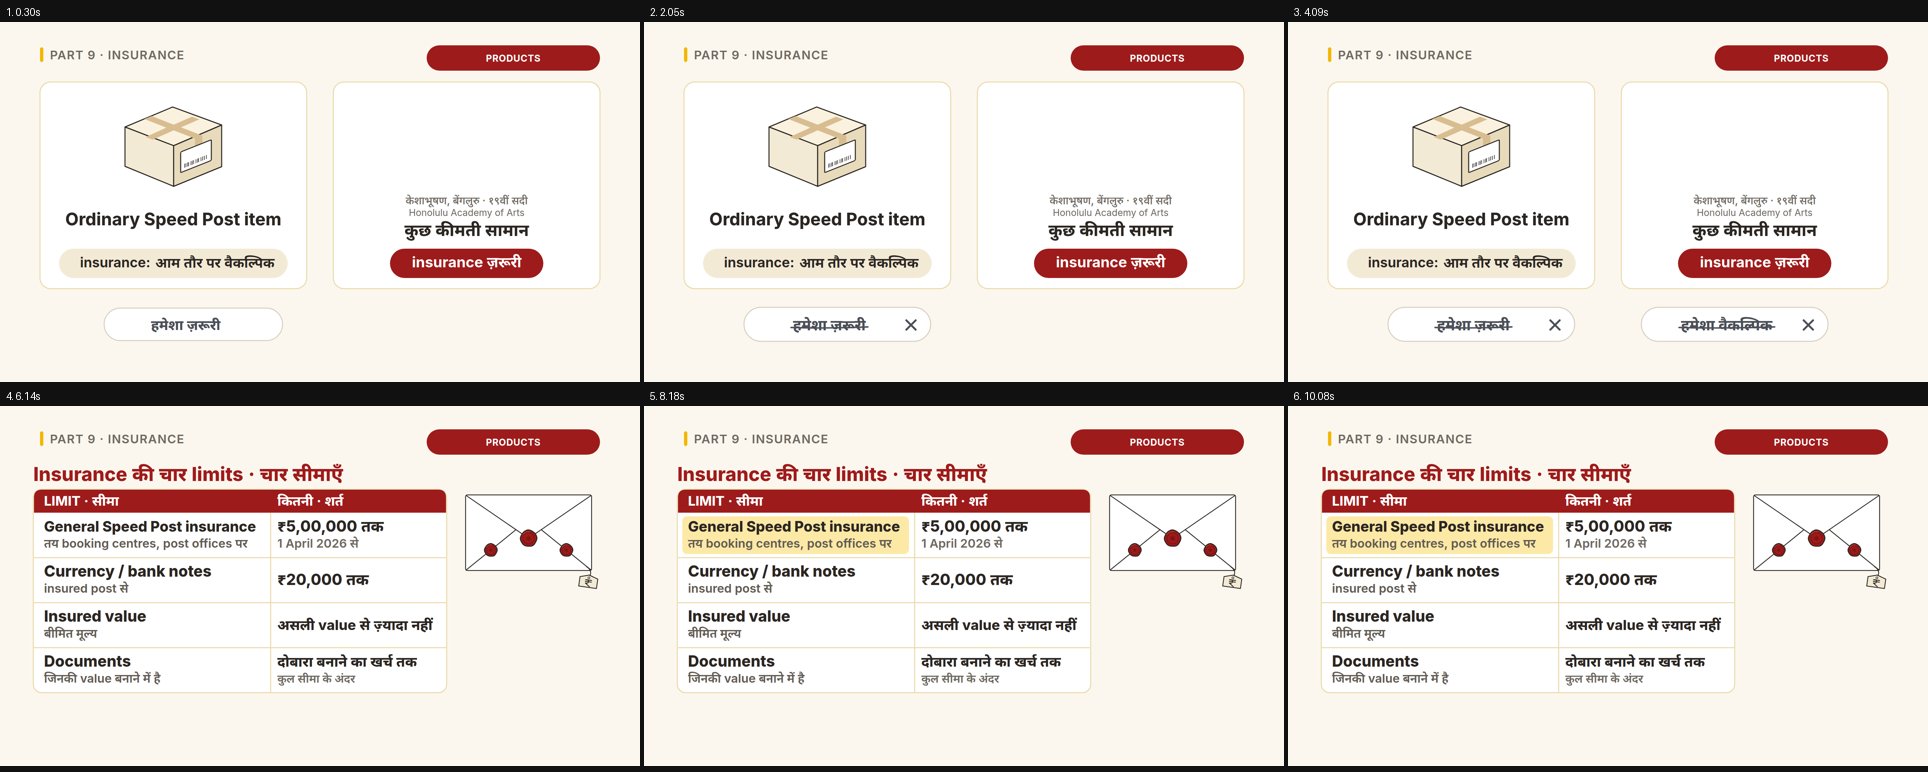 1. 0.30s
PART 9 · INSURANCE
PRODUCTS
Ordinary Speed Post item
insurance: आम तौर पर वैकल्पिक
केशाभूषण, बेंगलुरु · १९वीं सदी
Honolulu Academy of Arts
कुछ कीमती सामान
insurance ज़रूरी
हमेशा ज़रूरी
2. 2.05s
PART 9 · INSURANCE
PRODUCTS
Ordinary Speed Post item
insurance: आम तौर पर वैकल्पिक
केशाभूषण, बेंगलुरु · १९वीं सदी
Honolulu Academy of Arts
कुछ कीमती सामान
insurance ज़रूरी
हमेशा ज़रूरी
3. 4.09s
PART 9 · INSURANCE
PRODUCTS
Ordinary Speed Post item
insurance: आम तौर पर वैकल्पिक
केशाभूषण, बेंगलुरु · १९वीं सदी
Honolulu Academy of Arts
कुछ कीमती सामान
insurance ज़रूरी
हमेशा ज़रूरी
हमेशा वैकल्पिक
4. 6.14s
PART 9 · INSURANCE
PRODUCTS
Insurance की चार limits · चार सीमाएँ
LIMIT · सीमा
कितनी · शर्त
General Speed Post insurance
तय booking centres, post offices पर
₹5,00,000 तक
1 April 2026 से
Currency / bank notes
insured post से
₹20,000 तक
Insured value
बीमित मूल्य
असली value से ज़्यादा नहीं
Documents
जिनकी value बनाने में है
दोबारा बनाने का खर्च तक
कुल सीमा के अंदर
5. 8.18s
PART 9 · INSURANCE
PRODUCTS
Insurance की चार limits · चार सीमाएँ
LIMIT · सीमा
कितनी · शर्त
General Speed Post insurance
तय booking centres, post offices पर
₹5,00,000 तक
1 April 2026 से
Currency / bank notes
insured post से
₹20,000 तक
Insured value
बीमित मूल्य
असली value से ज़्यादा नहीं
Documents
जिनकी value बनाने में है
दोबारा बनाने का खर्च तक
कुल सीमा के अंदर
6. 10.08s
PART 9 · INSURANCE
PRODUCTS
Insurance की चार limits · चार सीमाएँ
LIMIT · सीमा
कितनी · शर्त
General Speed Post insurance
तय booking centres, post offices पर
₹5,00,000 तक
1 April 2026 से
Currency / bank notes
insured post से
₹20,000 तक
Insured value
बीमित मूल्य
असली value से ज़्यादा नहीं
Documents
जिनकी value बनाने में है
दोबारा बनाने का खर्च तक
कुल सीमा के अंदर